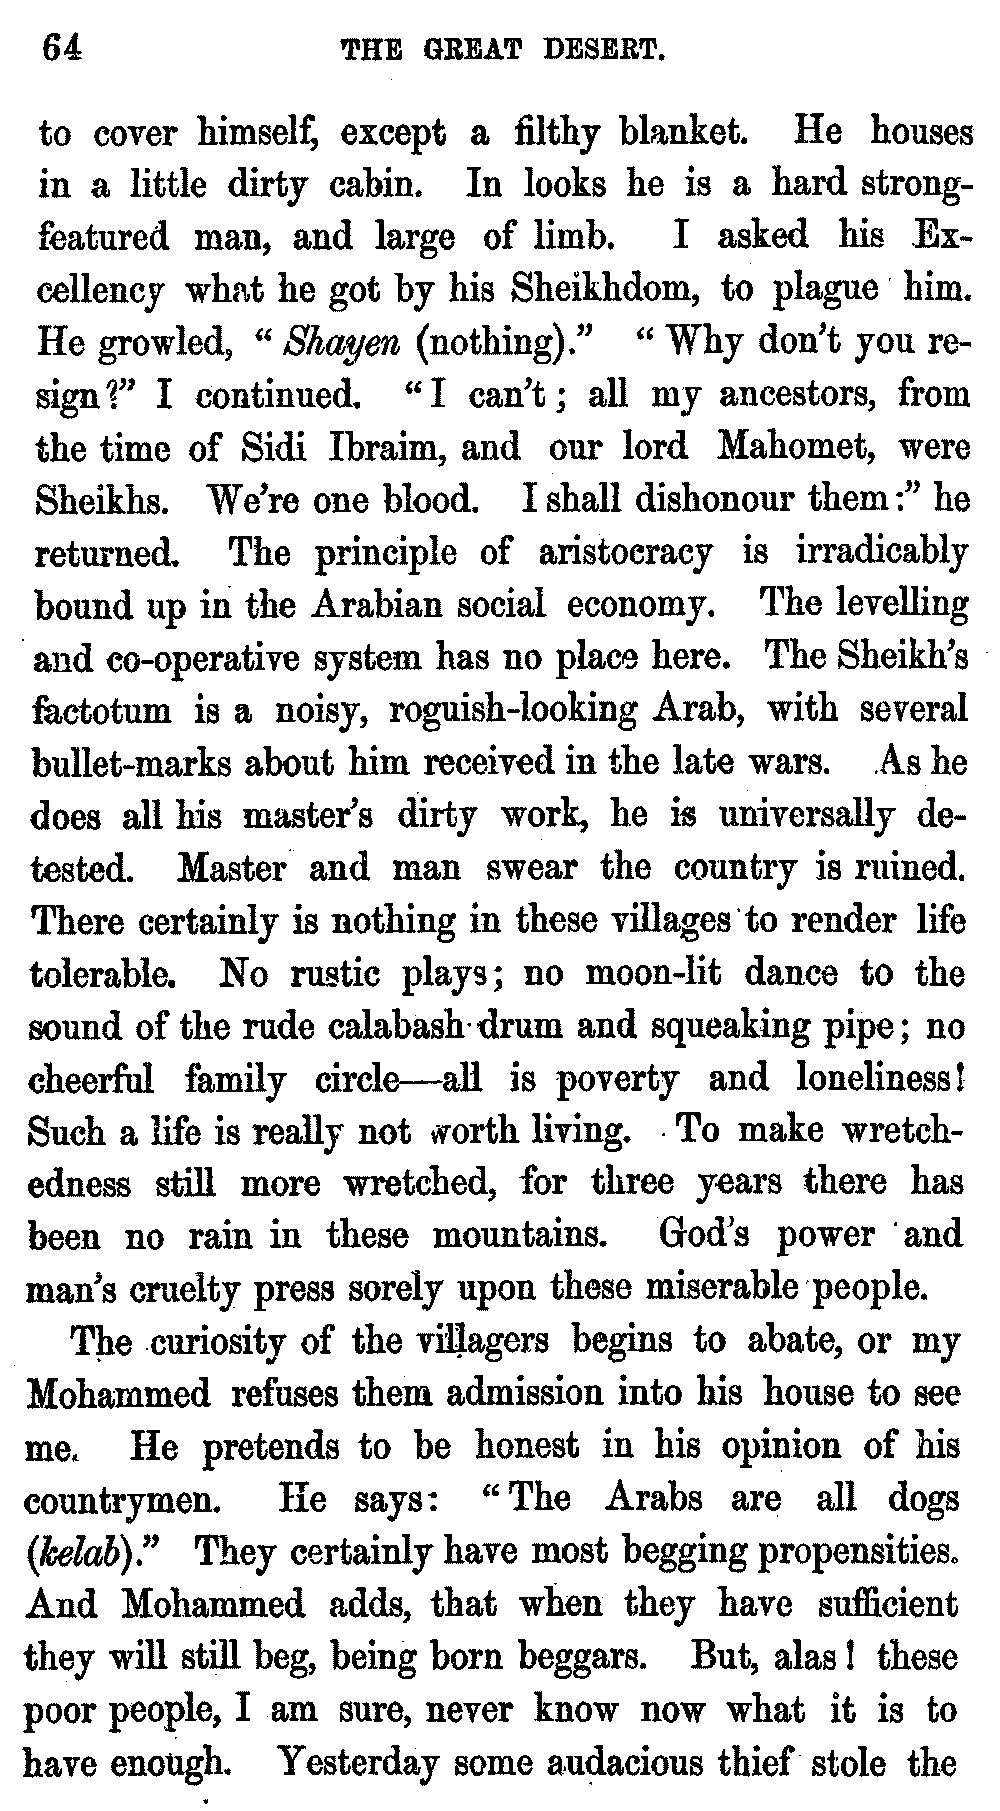 64 THE GREAT DESERT.
to cover himself, except a filthy blanket. He houses
in a little dirty cabin. In looks he is a hard strong-
featured man, and large of limb. I asked his Ex-
cellency what he got by his Sheikhdom, to plague him.
He growled, “Shayen (nothing).” “Why don’t you re-
sign?” I continued. “I can’t; all my ancestors, from
the time of Sidi Ibraim, and our lord Mahomet, were
Sheikhs. We’re one blood. I shall dishonour them:” he
returned. The principle of aristocracy is irradicably
bound up in the Arabian social economy. The levelling
and co-operative system has no place here. The Sheikh’s
factotum is a noisy, roguish-looking Arab, with several
bullet-marks about him received in the late wars. As he
does all his master’s dirty work, he is universally de-
tested. Master and man swear the country is ruined.
There certainly is nothing in these villages to render life
tolerable. No rustic plays; no moon-lit dance to the
sound of the rude calabash drum and squeaking pipe; no
cheerful family circle—all is poverty and loneliness!
Such a life is really not worth living. To make wretch-
edness still more wretched, for three years there has
been no rain in these mountains. God’s power and
man’s cruelty press sorely upon these miserable people.
The curiosity of the villagers begins to abate, or my
Mohammed refuses them admission into his house to see
me. He pretends to be honest in his opinion of his
countrymen. He says: “The Arabs are all dogs
(kelab).” They certainly have most begging propensities.
And Mohammed adds, that when they have sufficient
they will still beg, being born beggars. But, alas! these
poor people, I am sure, never know now what it is to
have enough. Yesterday some audacious thief stole the